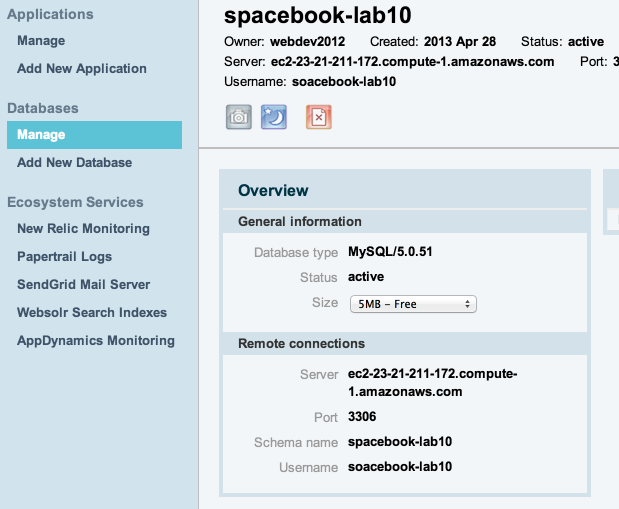 Applications
Manage
Add New Application
Databases
Manage
Add New Database
Ecosystem Services
New Relic Monitoring
Papertrail Logs
SendGrid Mail Server
Websolr Search Indexes
AppDynamics Monitoring
spacebook-lab10
Owner: webdev2012 Created: 2013 Apr 28 Status: active
Server: ec2-23-21-211-172.compute-1.amazonaws.com Port: 3
Username: soacebook-lab10
Overview
General information
Database type MySQL/5.0.51
Status active
Size 5MB - Free
Remote connections
Server ec2-23-21-211-172.compute-
1.amazonaws.com
Port 3306
Schema name spacebook-lab10
Username soacebook-lab10